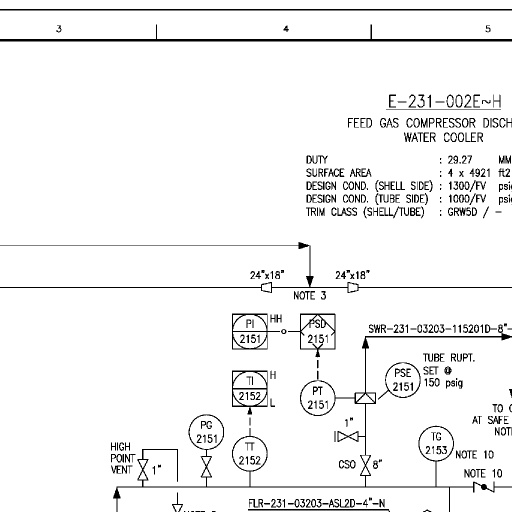 3
4
5
E-231-002E~H
FEED GAS COMPRESSOR DISCH
WATER COOLER
DUTY : 29.27 MM
SURFACE AREA : 4 x 4921 ft2
DESIGN COND. (SHELL SIDE) : 1300/FV psig
DESIGN COND. (TUBE SIDE) : 1000/FV psig
TRIM CLASS (SHELL/TUBE) : GRW5D / -
24"x18"
24"x18"
NOTE 3
PI
2151
HH
PSD
2151
SWR-231-03203-115201D-8"-
TI
2152
H
L
PT
2151
PSE
2151
TUBE RUPT.
SET @
150 psig
TO
AT SAFE
NOT
PG
2151
TT
2152
1"
CSO
8"
TG
2153
NOTE 10
NOTE 10
HIGH
POINT
VENT
1"
FLR-231-03203-ASL2D-4"-N